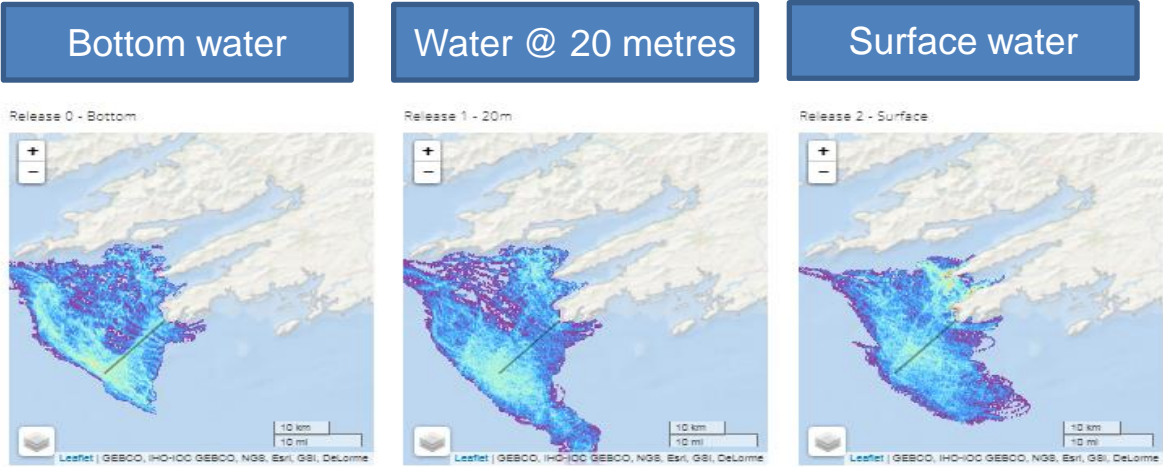 Bottom water
Water @ 20 metres
Surface water
Release 0 - Bottom
Release 1 - 20m
Release 2 - Surface
+
−
+
−
+
−
10 km
10 mi
10 km
10 mi
10 km
10 mi
Leaflet | GEBCO, IHO-IOC GEBCO, NGS, Esri, GSI, DeLorme
Leaflet | GEBCO, IHO-IOC GEBCO, NGS, Esri, GSI, DeLorme
Leaflet | GEBCO, IHO-IOC GEBCO, NGS, Esri, GSI, DeLorme